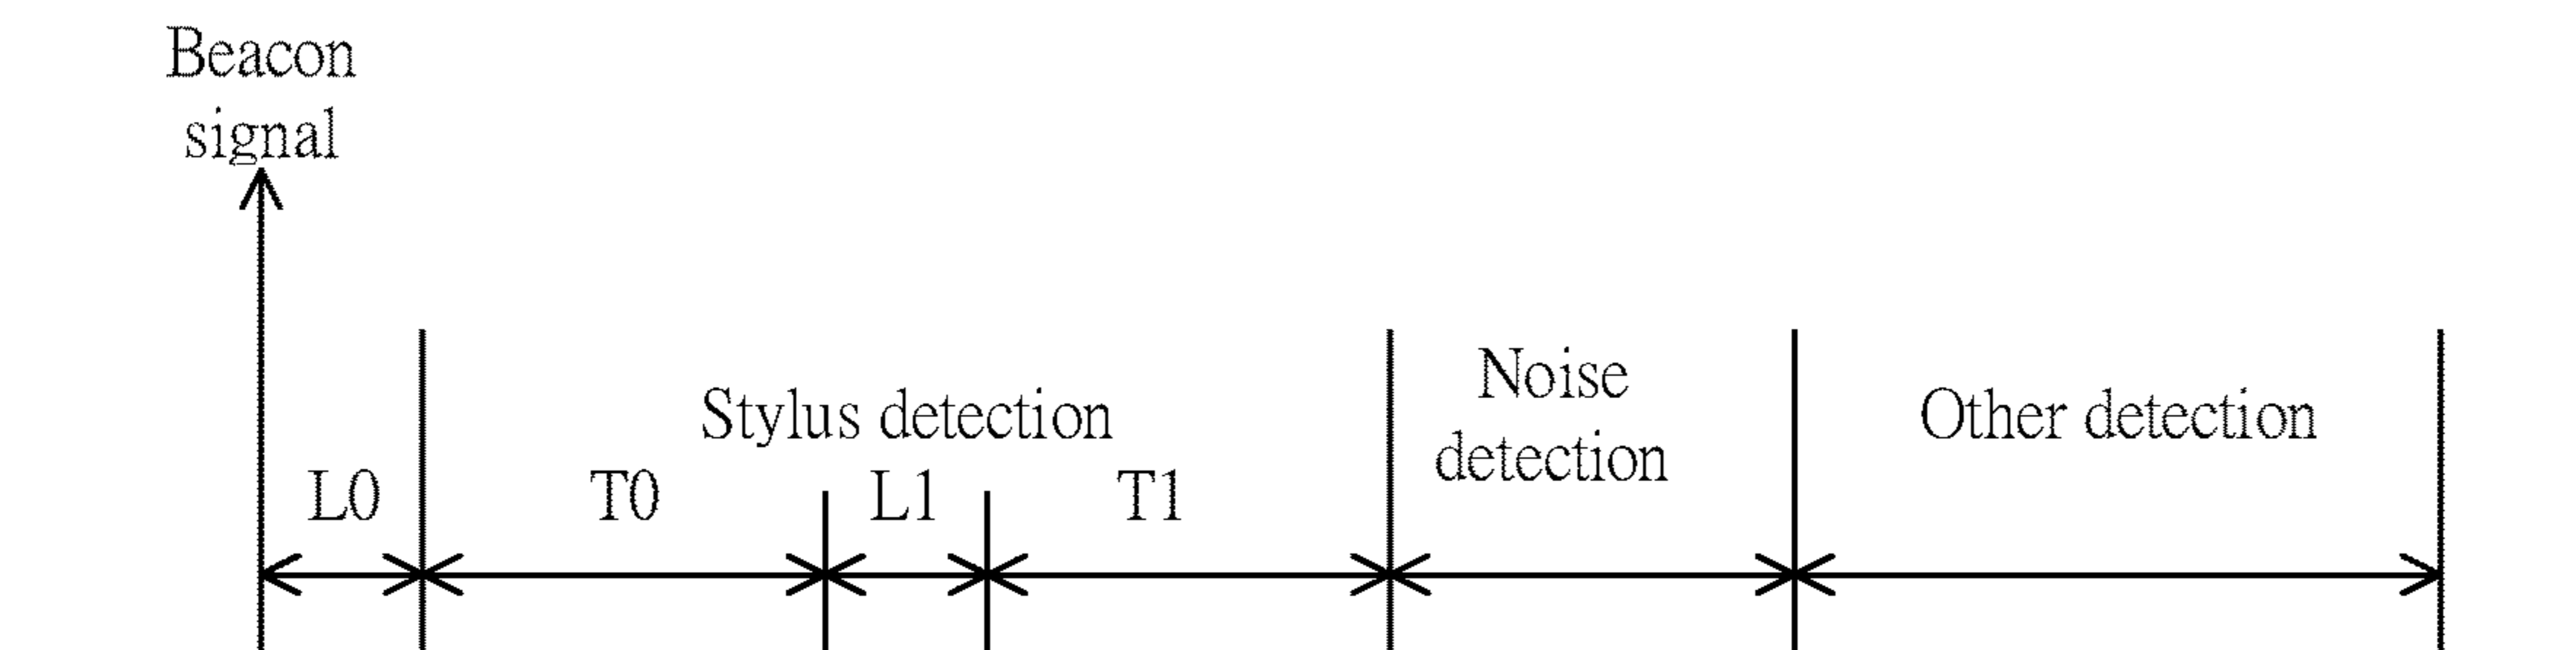 Beacon
signal
Stylus detection
Noise
detection
Other detection
L0
T0
L1
T1